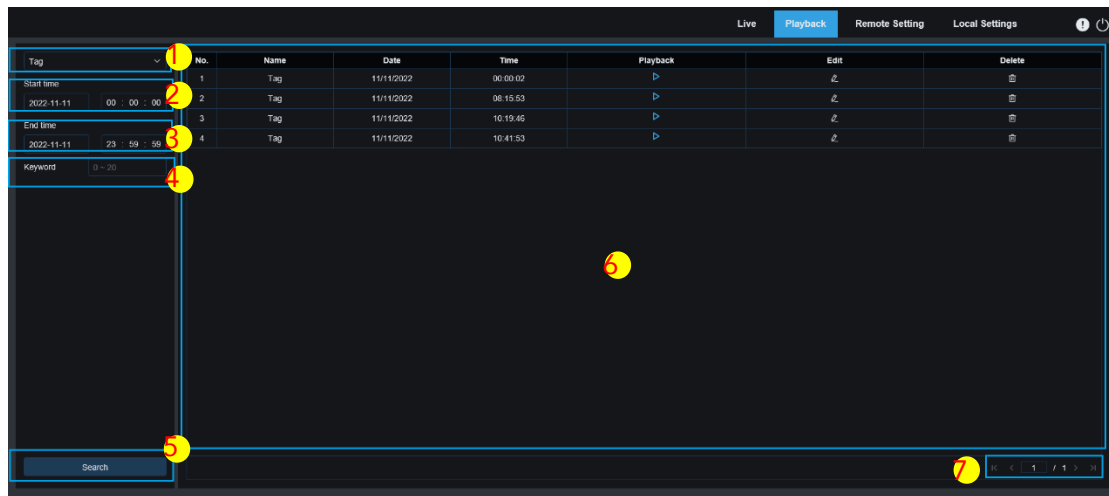 Live Playback Remote Setting Local Settings
Tag 1
No. Name Date Time Playback Edit Delete
1 Tag 11/11/2022 00:00:02
Start time
2022-11-11 00 : 00 : 00 2
2 Tag 11/11/2022 08:15:53
3 Tag 11/11/2022 10:19:46
End time
2022-11-11 23 : 59 : 59 3
4 Tag 11/11/2022 10:41:53
Keyword 0 ~ 20 4
6
5
Search
7 1 / 1